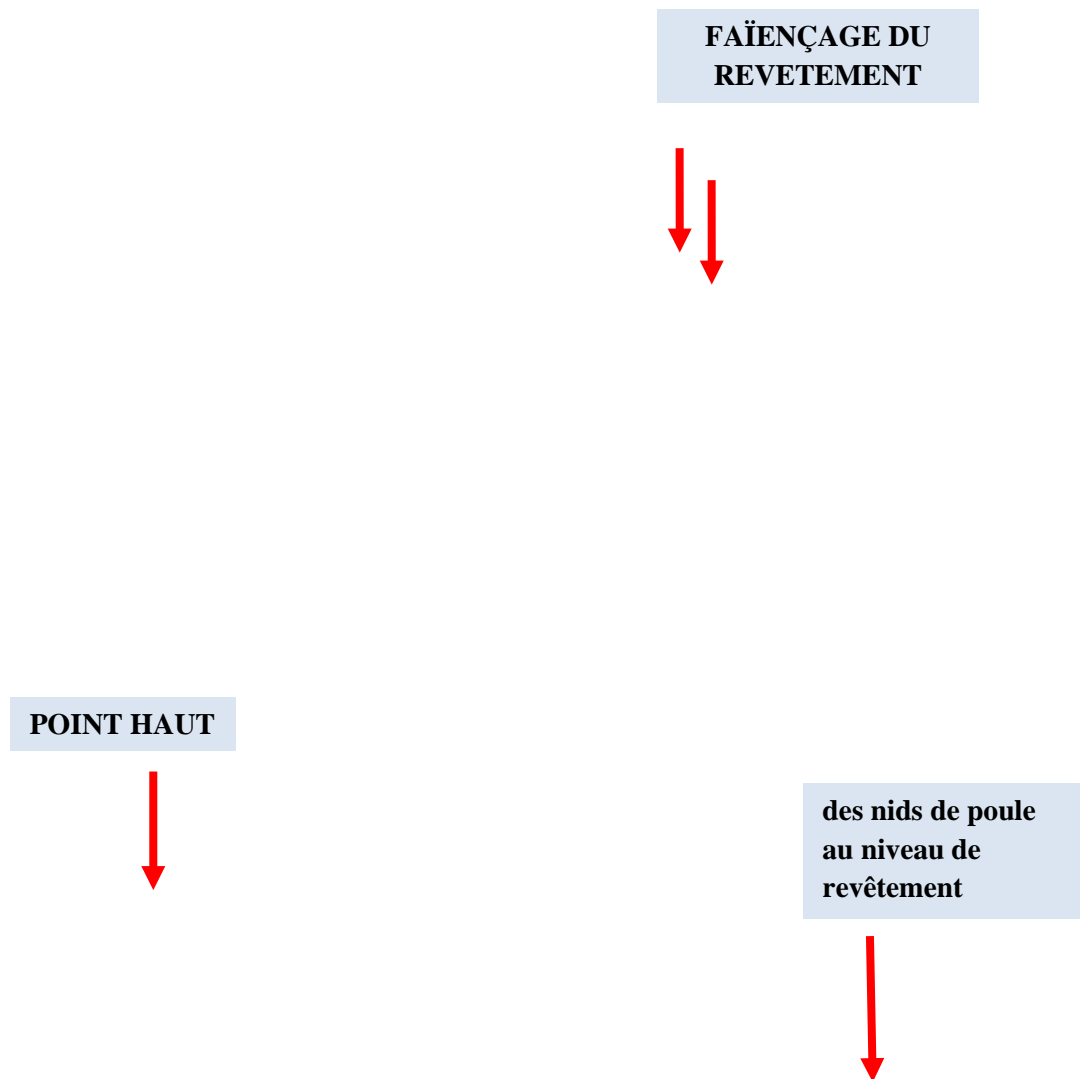 FAÏENÇAGE DU
REVETEMENT
POINT HAUT
des nids de poule
au niveau de
revêtement